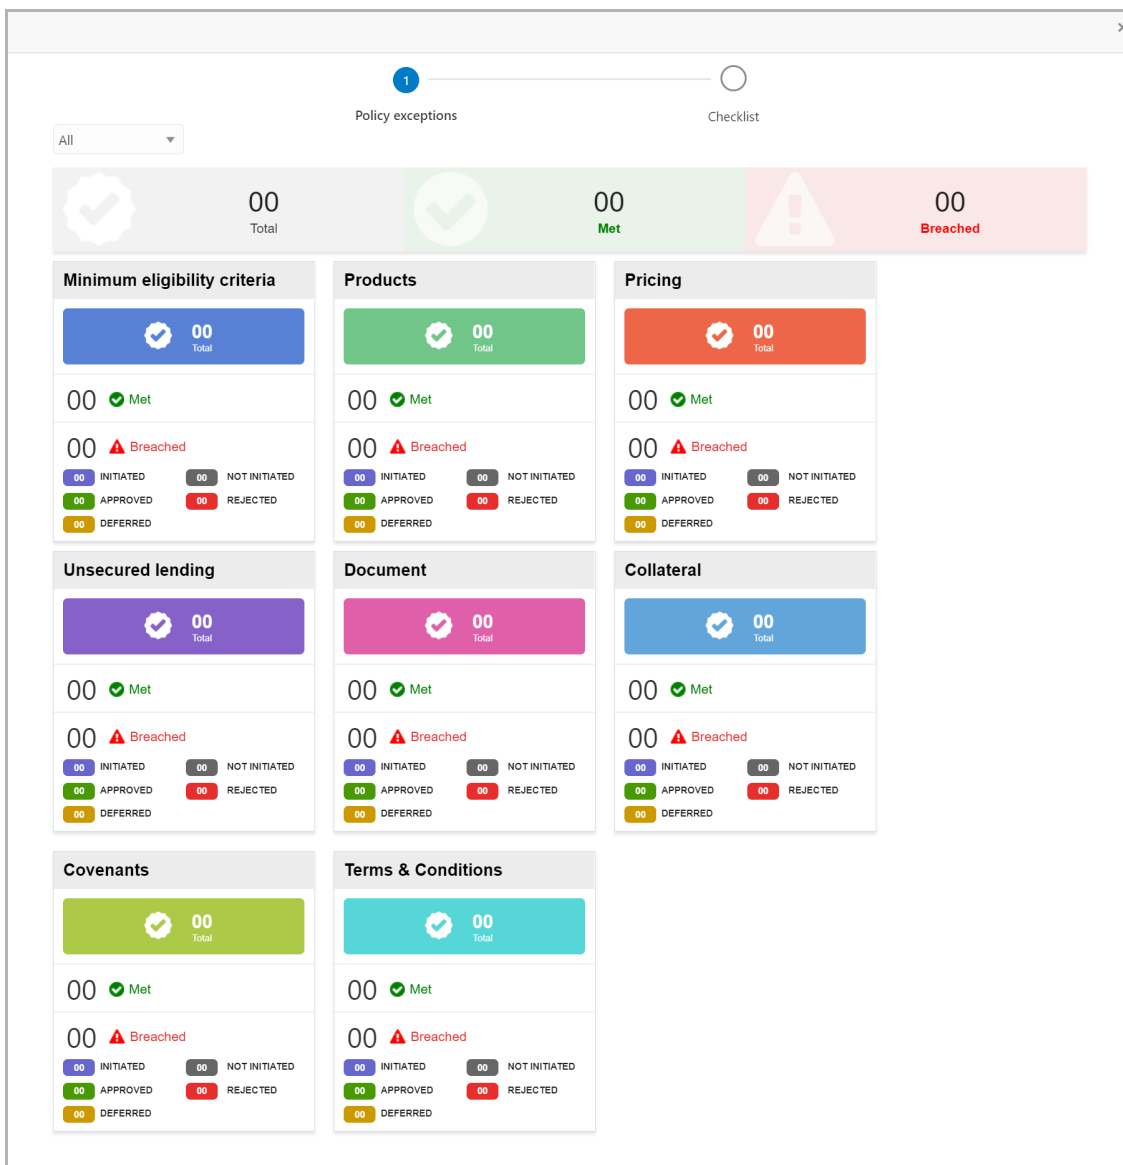 ×
1
Policy exceptions
Checklist
All
00
Total
00
Met
00
Breached
Minimum eligibility criteria
00
Total
00 Met
00 Breached
00 INITIATED 00 NOT INITIATED
00 APPROVED 00 REJECTED
00 DEFERRED
Products
00
Total
00 Met
00 Breached
00 INITIATED 00 NOT INITIATED
00 APPROVED 00 REJECTED
00 DEFERRED
Pricing
00
Total
00 Met
00 Breached
00 INITIATED 00 NOT INITIATED
00 APPROVED 00 REJECTED
00 DEFERRED
Unsecured lending
00
Total
00 Met
00 Breached
00 INITIATED 00 NOT INITIATED
00 APPROVED 00 REJECTED
00 DEFERRED
Document
00
Total
00 Met
00 Breached
00 INITIATED 00 NOT INITIATED
00 APPROVED 00 REJECTED
00 DEFERRED
Collateral
00
Total
00 Met
00 Breached
00 INITIATED 00 NOT INITIATED
00 APPROVED 00 REJECTED
00 DEFERRED
Covenants
00
Total
00 Met
00 Breached
00 INITIATED 00 NOT INITIATED
00 APPROVED 00 REJECTED
00 DEFERRED
Terms & Conditions
00
Total
00 Met
00 Breached
00 INITIATED 00 NOT INITIATED
00 APPROVED 00 REJECTED
00 DEFERRED